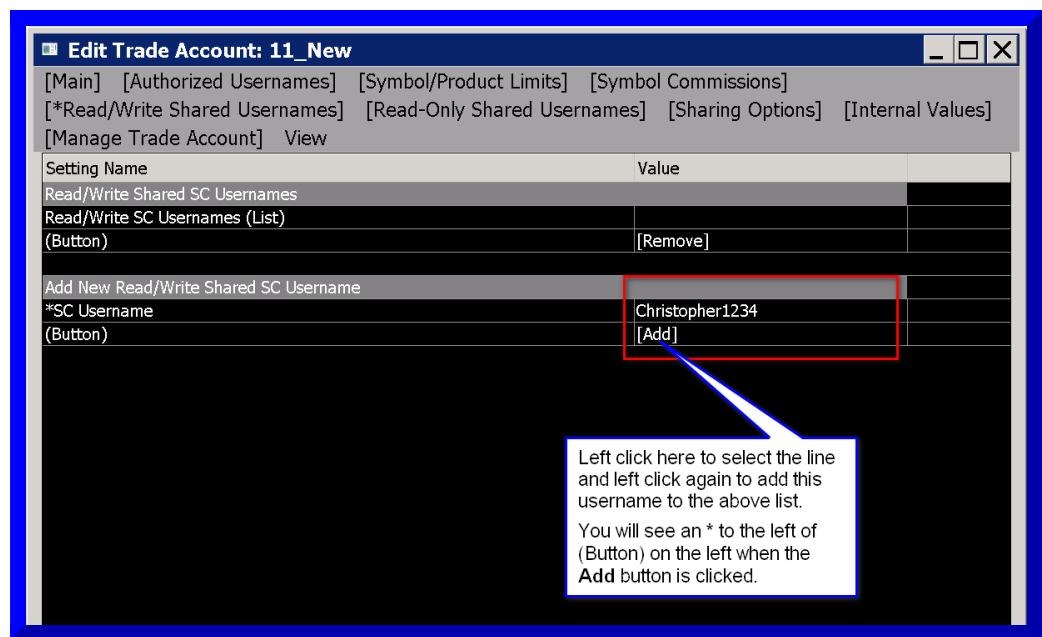 Edit Trade Account: 11_New
[Main] [Authorized Usernames] [Symbol/Product Limits] [Symbol Commissions]
[*Read/Write Shared Usernames] [Read-Only Shared Usernames] [Sharing Options] [Internal Values]
[Manage Trade Account] View
Setting Name Value
Read/Write Shared SC Usernames
Read/Write SC Usernames (List)
(Button) [Remove]
Add New Read/Write Shared SC Username
*SC Username Christopher1234
(Button) [Add]
Left click here to select the line
and left click again to add this
username to the above list.
You will see an * to the left of
(Button) on the left when the
Add button is clicked.